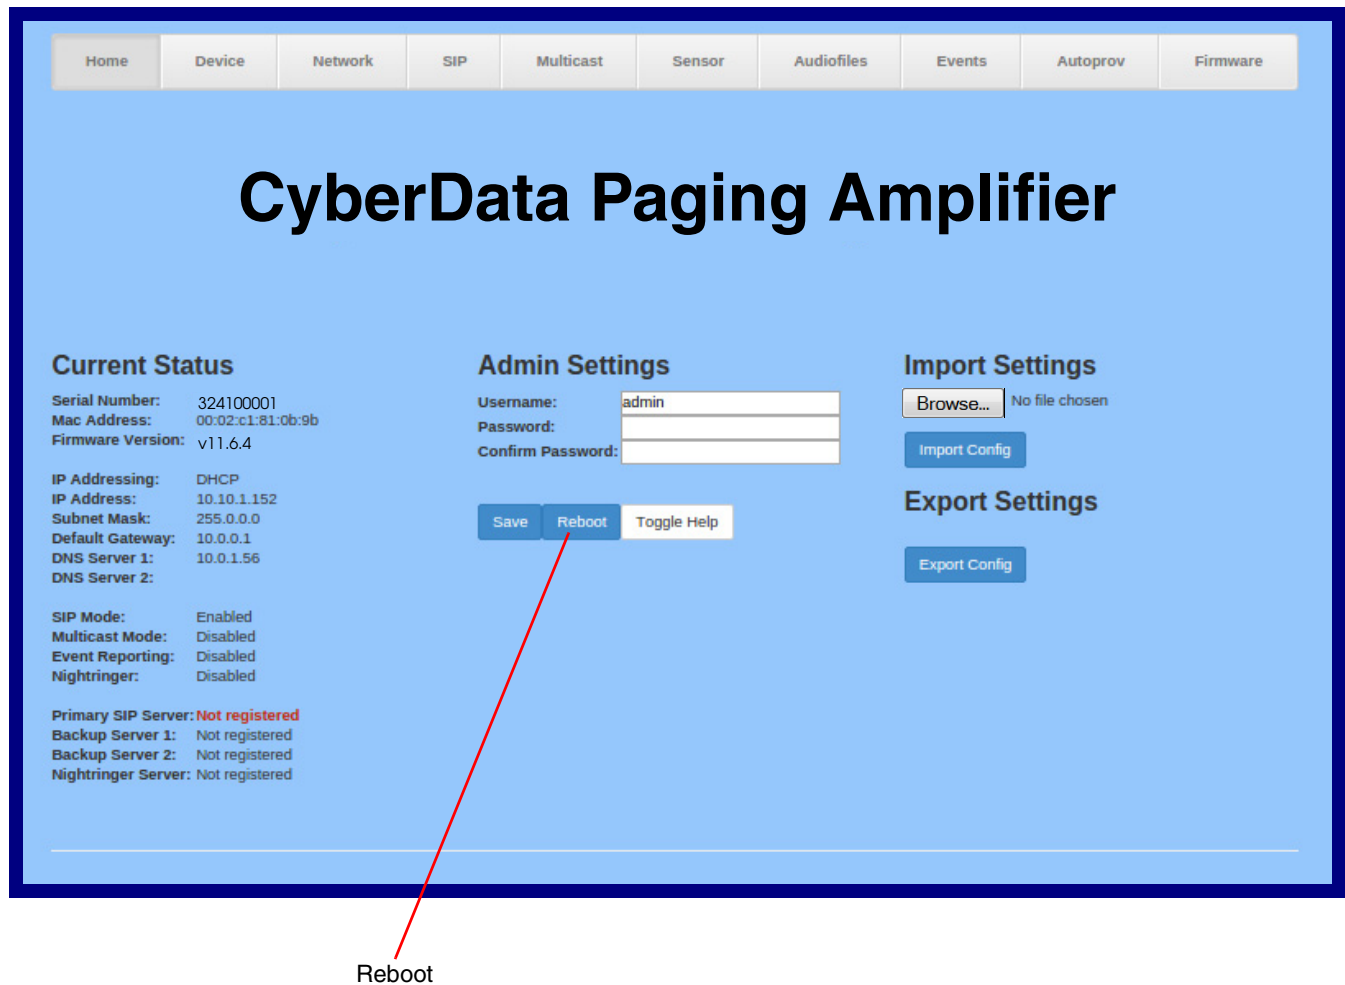 Home Device Network SIP Multicast Sensor Audiofiles Events Autoprov Firmware
CyberData Paging Amplifier
Current Status
Serial Number: 324100001
Mac Address: 00:02:c1:81:0b:9b
Firmware Version: v11.6.4
IP Addressing: DHCP
IP Address: 10.10.1.152
Subnet Mask: 255.0.0.0
Default Gateway: 10.0.0.1
DNS Server 1: 10.0.1.56
DNS Server 2:
SIP Mode: Enabled
Multicast Mode: Disabled
Event Reporting: Disabled
Nightringer: Disabled
Primary SIP Server: Not registered
Backup Server 1: Not registered
Backup Server 2: Not registered
Nightringer Server: Not registered
Admin Settings
Username: admin
Password:
Confirm Password:
Save Reboot Toggle Help
Import Settings
Browse... No file chosen
Import Config
Export Settings
Export Config
Reboot